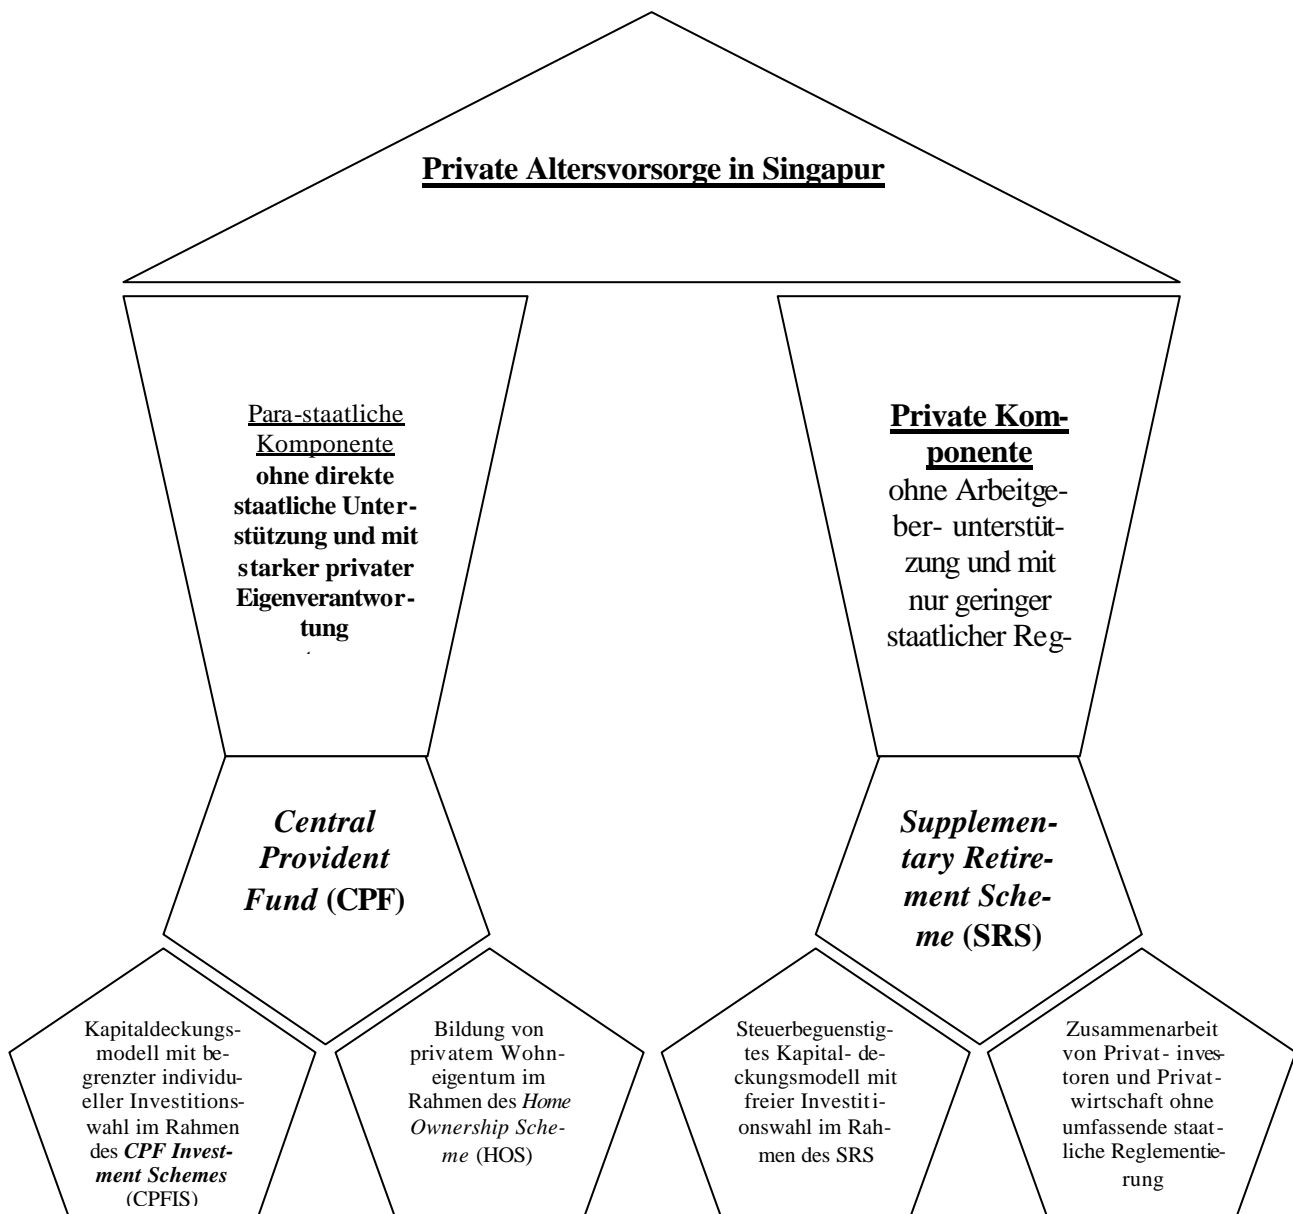 Private Altersvorsorge in Singapur
Para-staatliche
Komponente
ohne direkte
staatliche Unter-
stützung und mit
starker privater
Eigenverantwor-
tung
Private Kom-
ponente
ohne Arbeitge-
ber- unterstüt-
zung und mit
nur geringer
staatlicher Reg-
Central
Provident
Fund (CPF)
Supplemen-
tary Retire-
ment Sche-
me (SRS)
Kapitaldeckungs-
modell mit be-
grenzter individu-
eller Investitions-
wahl im Rahmen
des CPF Invest-
ment Schemes
(CPFIS)
Bildung von
privatem Wohn-
eigentum im
Rahmen des Home
Ownership Sche-
me (HOS)
Steuerbeguenstig-
tes Kapital- de-
ckungsmodell mit
freier Investiti-
onswahl im Rah-
men des SRS
Zusammenarbeit
von Privat- inves-
toren und Privat-
wirtschaft ohne
umfassende staat-
liche Reglementie-
rung